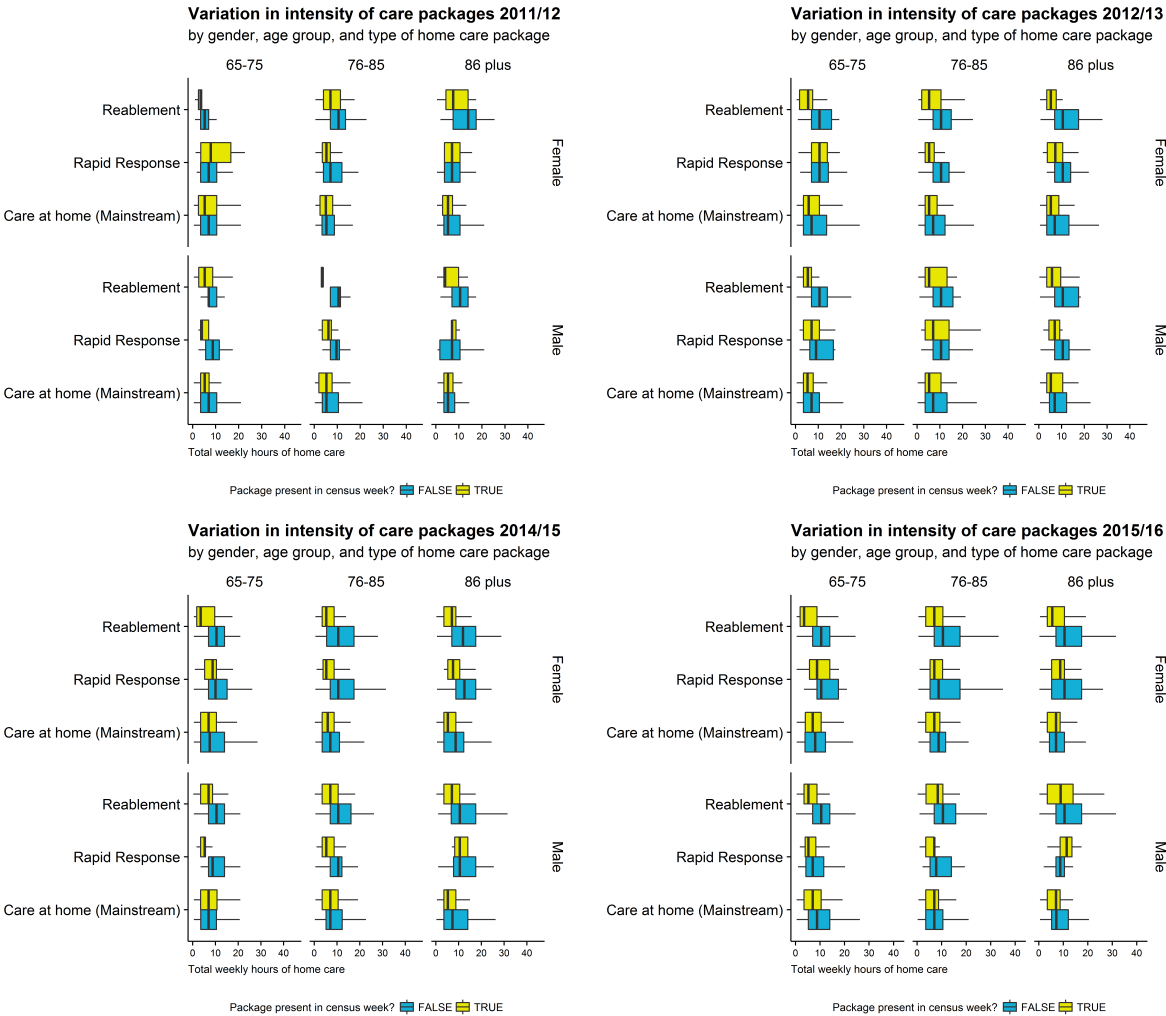 Variation in intensity of care packages 2011/12
by gender, age group, and type of home care package
65-75 76-85 86 plus
Reablement
Rapid Response
Care at home (Mainstream)
Female
Reablement
Rapid Response
Care at home (Mainstream)
Male
0 10 20 30 40 0 10 20 30 40 0 10 20 30 40
Total weekly hours of home care
Package present in census week? FALSE TRUE
Variation in intensity of care packages 2012/13
by gender, age group, and type of home care package
65-75 76-85 86 plus
Reablement
Rapid Response
Care at home (Mainstream)
Female
Reablement
Rapid Response
Care at home (Mainstream)
Male
0 10 20 30 40 0 10 20 30 40 0 10 20 30 40
Total weekly hours of home care
Package present in census week? FALSE TRUE
Variation in intensity of care packages 2014/15
by gender, age group, and type of home care package
65-75 76-85 86 plus
Reablement
Rapid Response
Care at home (Mainstream)
Female
Reablement
Rapid Response
Care at home (Mainstream)
Male
0 10 20 30 40 0 10 20 30 40 0 10 20 30 40
Total weekly hours of home care
Package present in census week? FALSE TRUE
Variation in intensity of care packages 2015/16
by gender, age group, and type of home care package
65-75 76-85 86 plus
Reablement
Rapid Response
Care at home (Mainstream)
Female
Reablement
Rapid Response
Care at home (Mainstream)
Male
0 10 20 30 40 0 10 20 30 40 0 10 20 30 40
Total weekly hours of home care
Package present in census week? FALSE TRUE